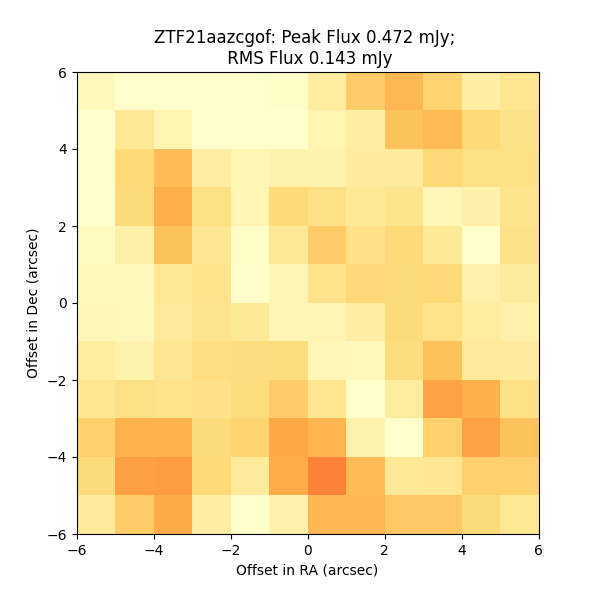 ZTF21aazcgof: Peak Flux 0.472 mJy;
RMS Flux 0.143 mJy
6
4
2
0
−2
−4
−6
Offset in Dec (arcsec)
−6 −4 −2 0 2 4 6
Offset in RA (arcsec)